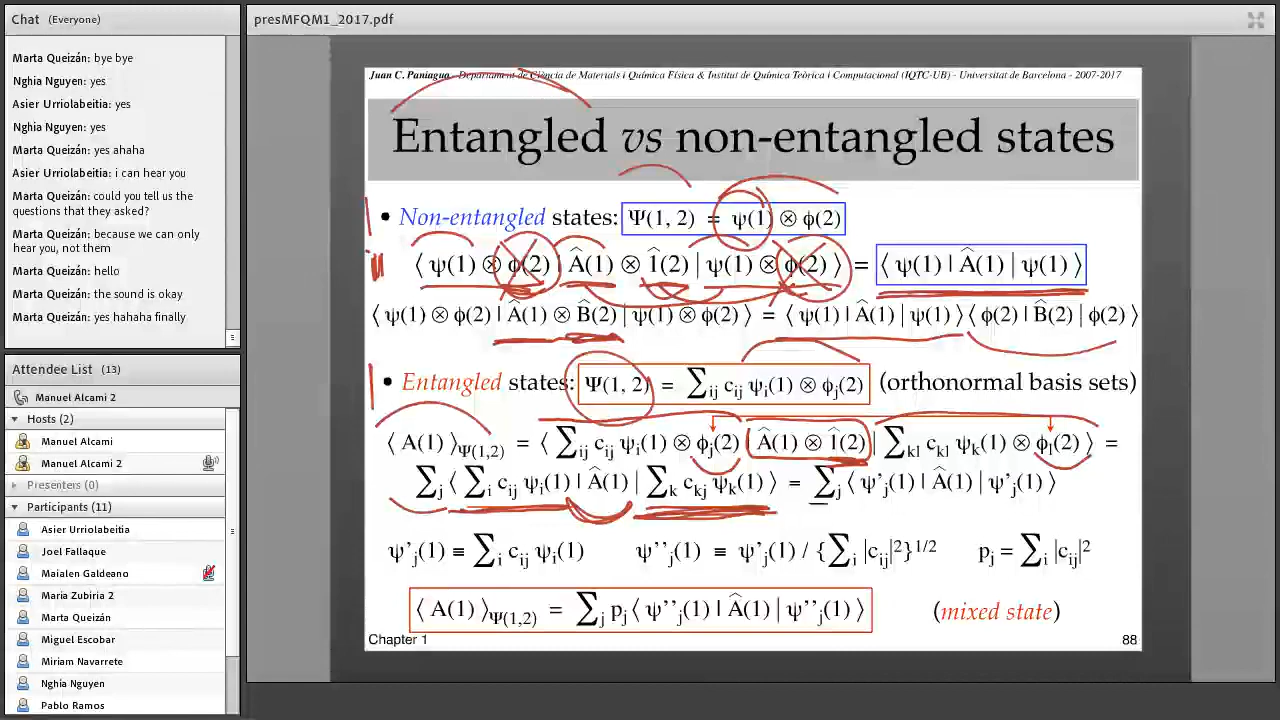 Chat (Everyone)
Marta Queizán: bye bye
Nghia Nguyen: yes
Asier Urriolabeitia: yes
Nghia Nguyen: yes
Marta Queizán: yes ahaha
Asier Urriolabeitia: i can hear you
Marta Queizán: could you tell us the
questions that they asked?
Marta Queizán: because we can only
hear you, not them
Marta Queizán: hello
Marta Queizán: the sound is okay
Marta Queizán: yes hahaha finally
Attendee List (13)
Manuel Alcami 2
Hosts (2)
Manuel Alcami
Manuel Alcami 2
Presenters (0)
Participants (11)
Asier Urriolabeitia
Joel Fallaque
Maialen Galdeano
Maria Zubiria 2
Marta Queizán
Miguel Escobar
Miriam Navarrete
Nghia Nguyen
Pablo Ramos
presMFQM1_2017.pdf
Juan C. Paniagua - Departament de Ciència de Materials i Química Física & Institut de Química Teòrica i Computacional (IQTC-UB) - Universitat de Barcelona - 2007-2017
Entangled vs non-entangled states
• Non-entangled states: Ψ(1, 2) = ψ(1) ⊗ ϕ(2)
⟨ ψ(1) ⊗ ϕ(2) | Â(1) ⊗ 1̂(2) | ψ(1) ⊗ ϕ(2) ⟩ = ⟨ ψ(1) | Â(1) | ψ(1) ⟩
⟨ ψ(1) ⊗ ϕ(2) | Â(1) ⊗ B̂(2) | ψ(1) ⊗ ϕ(2) ⟩ = ⟨ ψ(1) | Â(1) | ψ(1) ⟩⟨ ϕ(2) | B̂(2) | ϕ(2) ⟩
• Entangled states: Ψ(1, 2) = ∑ij cij ψi(1) ⊗ ϕj(2) (orthonormal basis sets)
⟨ A(1) ⟩Ψ(1,2) = ⟨ ∑ij cij ψi(1) ⊗ ϕj(2) | Â(1) ⊗ 1̂(2) | ∑kl ckl ψk(1) ⊗ ϕl(2) ⟩ =
∑j ⟨ ∑i cij ψi(1) | Â(1) | ∑k ckj ψk(1) ⟩ = ∑j ⟨ ψ'j(1) | Â(1) | ψ'j(1) ⟩
ψ'j(1) ≡ ∑i cij ψi(1) ψ''j(1) ≡ ψ'j(1) / {∑i |cij|²}1/2 pj = ∑i |cij|²
⟨ A(1) ⟩Ψ(1,2) = ∑j pj ⟨ ψ''j(1) | Â(1) | ψ''j(1) ⟩ (mixed state)
Chapter 1
88